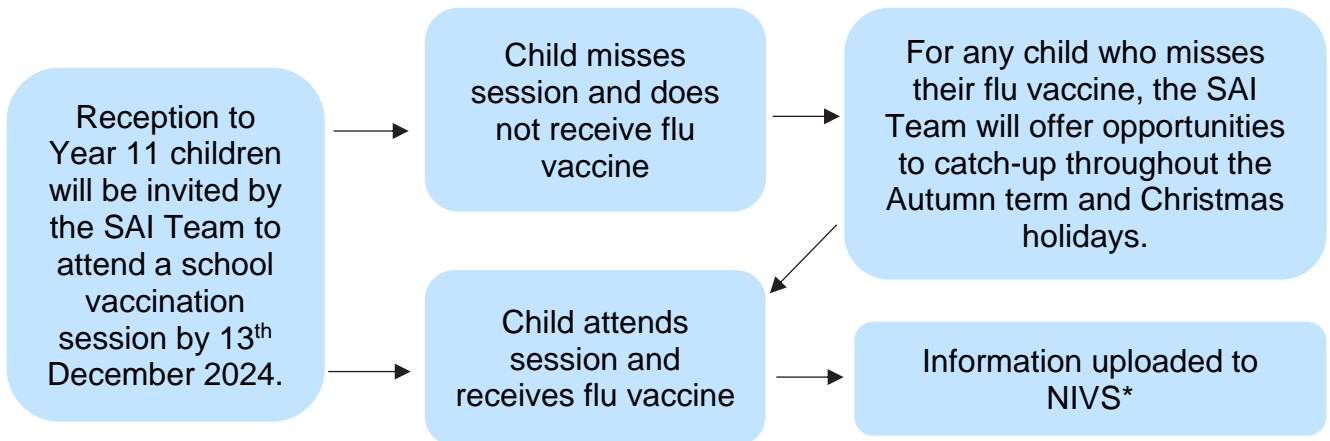 Reception to
Year 11 children
will be invited by
the SAI Team to
attend a school
vaccination
session by 13th
December 2024.
Child misses
session and does
not receive flu
vaccine
For any child who misses
their flu vaccine, the SAI
Team will offer opportunities
to catch-up throughout the
Autumn term and Christmas
holidays.
Child attends
session and
receives flu vaccine
Information uploaded to
NIVS*